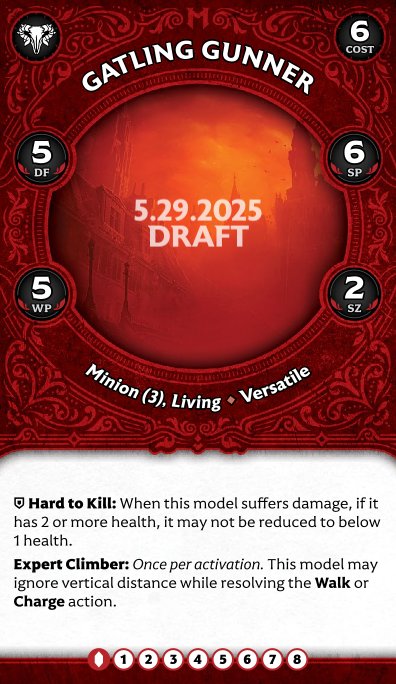 GATLING GUNNER
6
COST
5
DF
6
SP
5.29.2025
DRAFT
5
WP
2
SZ
Minion (3), Living ♦ Versatile
Hard to Kill: When this model suffers damage, if it
has 2 or more health, it may not be reduced to below
1 health.
Expert Climber: Once per activation. This model may
ignore vertical distance while resolving the Walk or
Charge action.
1 2 3 4 5 6 7 8